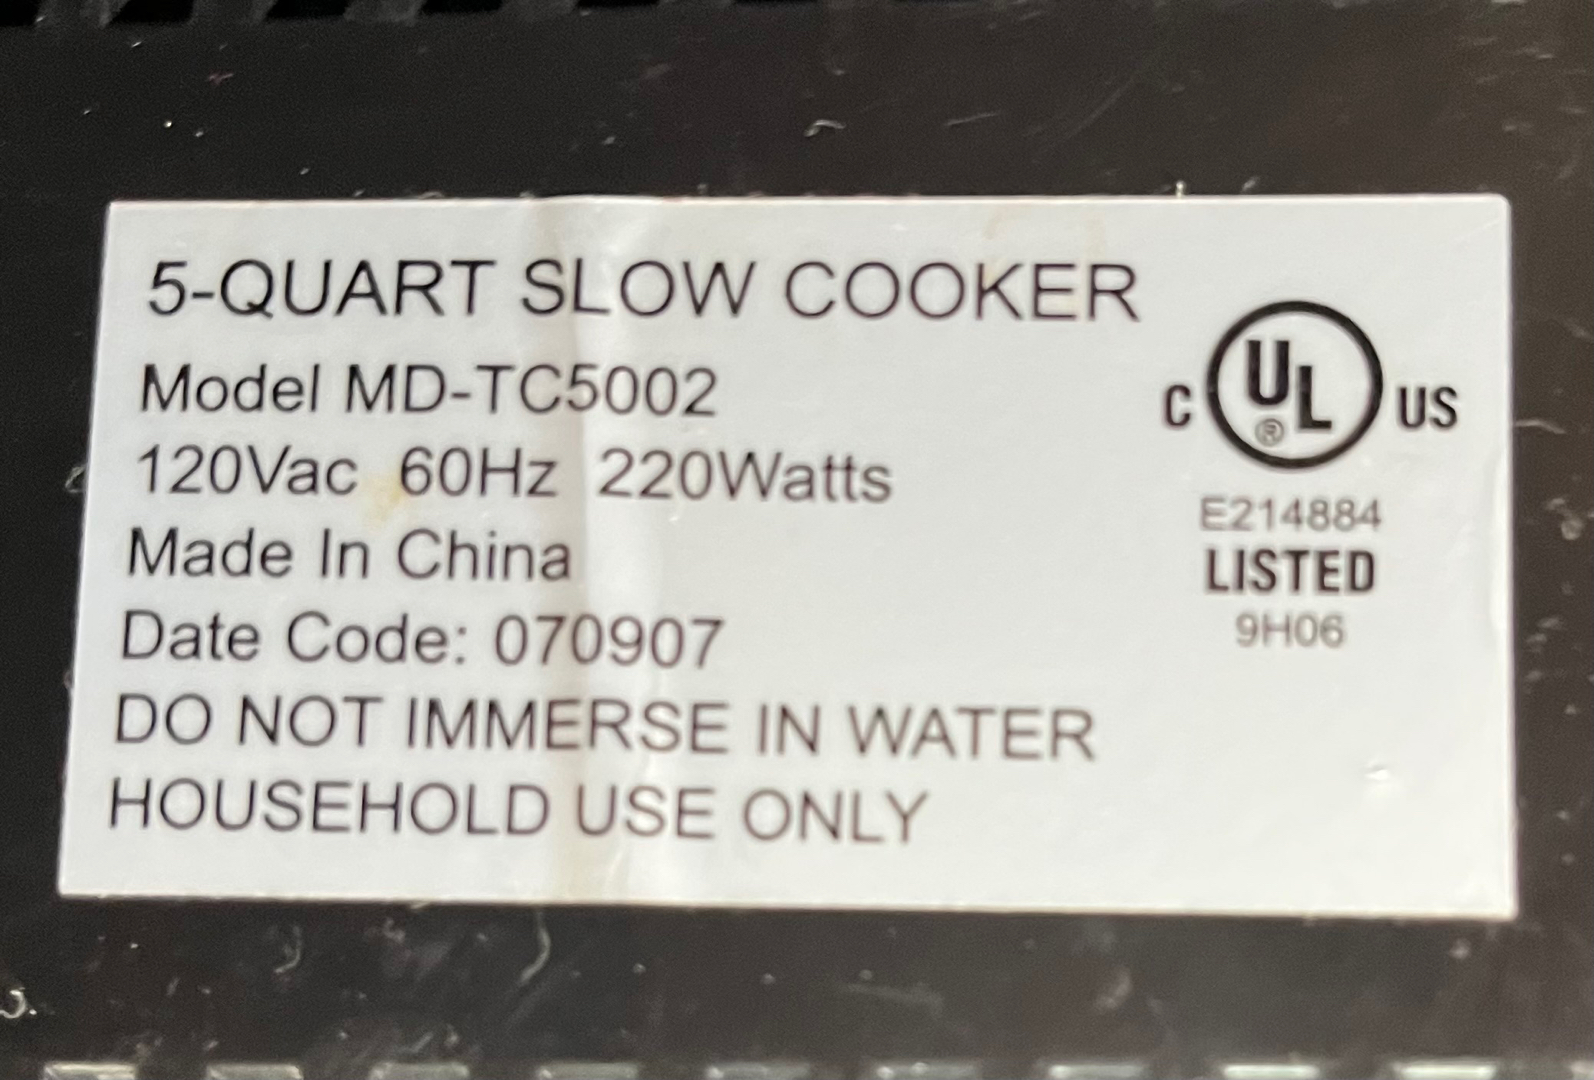 5-QUART SLOW COOKER
Model MD-TC5002
120Vac 60Hz 220Watts
Made In China
Date Code: 070907
DO NOT IMMERSE IN WATER
HOUSEHOLD USE ONLY
C UL® US
E214884
LISTED
9H06